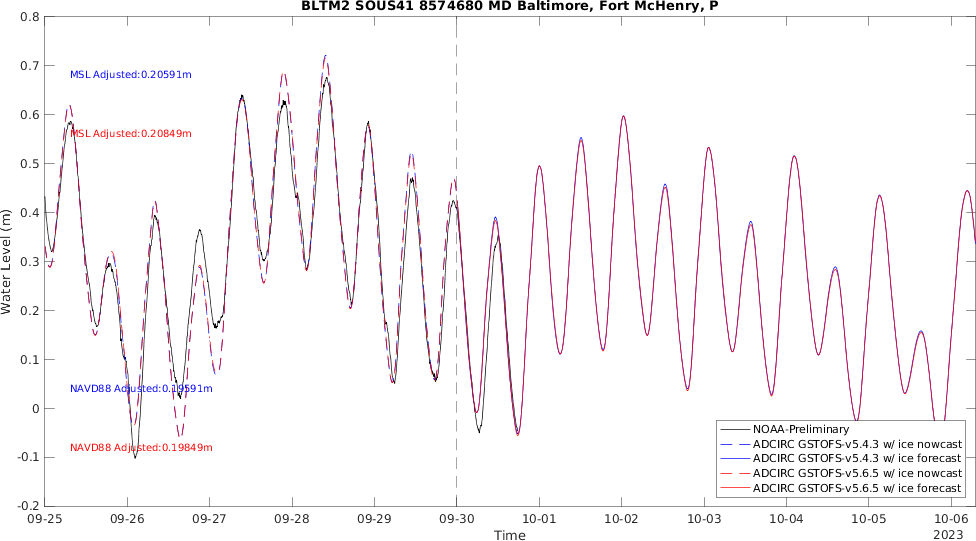 BLTM2 SOUS41 8574680 MD Baltimore, Fort McHenry, P
0.8
0.7
0.6
0.5
0.4
0.3
0.2
0.1
0
-0.1
-0.2
Water Level (m)
MSL Adjusted:0.20591m
MSL Adjusted:0.20849m
NAVD88 Adjusted:0.19591m
NAVD88 Adjusted:0.19849m
NOAA-Preliminary
ADCIRC GSTOFS-v5.4.3 w/ ice nowcast
ADCIRC GSTOFS-v5.4.3 w/ ice forecast
ADCIRC GSTOFS-v5.6.5 w/ ice nowcast
ADCIRC GSTOFS-v5.6.5 w/ ice forecast
09-25 09-26 09-27 09-28 09-29 09-30 10-01 10-02 10-03 10-04 10-05 10-06
Time
2023